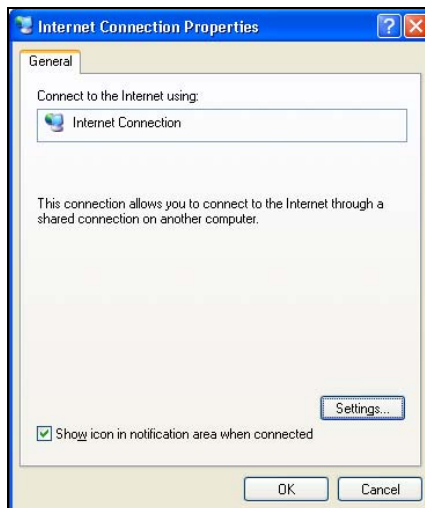 Internet Connection Properties
General
Connect to the Internet using:
Internet Connection
This connection allows you to connect to the Internet through a
shared connection on another computer.
Settings...
Show icon in notification area when connected
OK Cancel